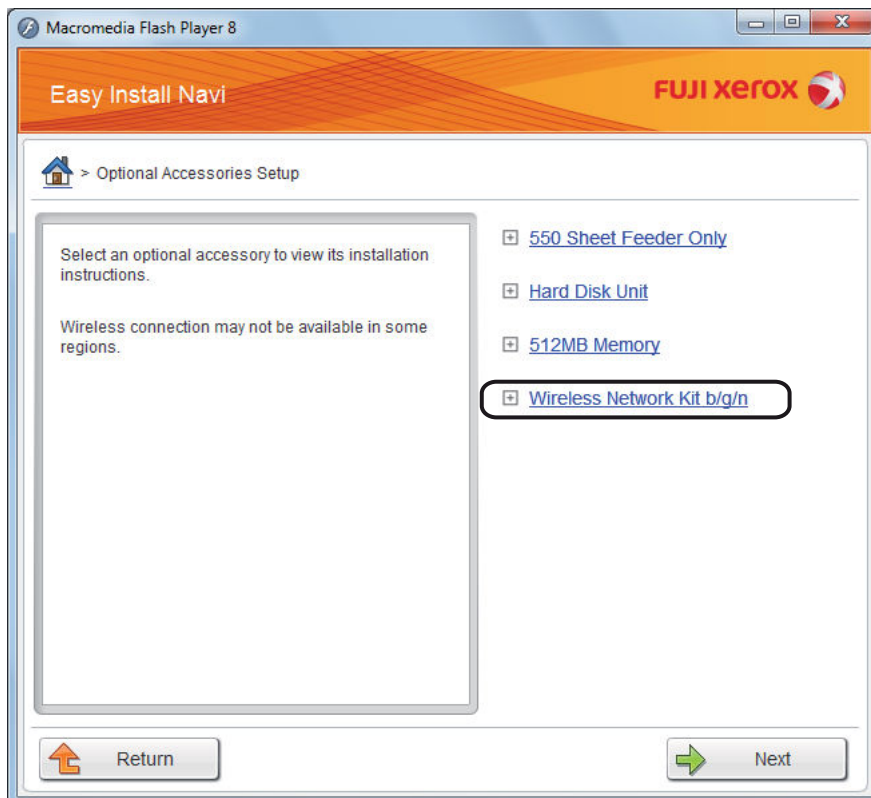 Macromedia Flash Player 8
Easy Install Navi
FUJI xerox
> Optional Accessories Setup
Select an optional accessory to view its installation
instructions.
Wireless connection may not be available in some
regions.
550 Sheet Feeder Only
Hard Disk Unit
512MB Memory
Wireless Network Kit b/g/n
Return
Next